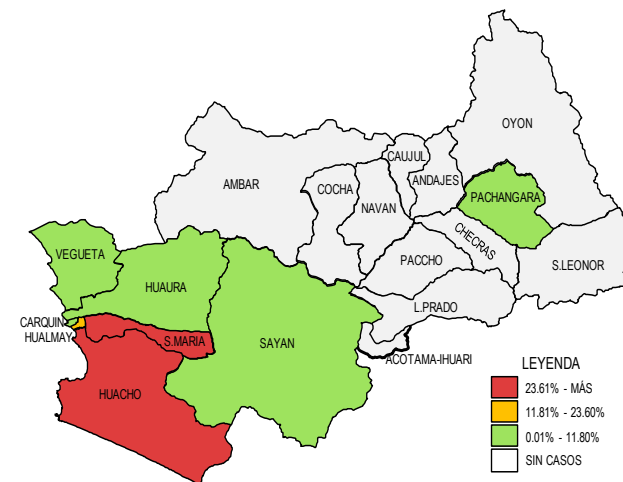 OYON
CAUJUL
AMBAR
COCHA
ANDAJES
NAVAN
PACHANGARA
CHECRAS
VEGUETA
PACCHO
S.LEONOR
HUAURA
L.PRADO
CARQUIN
HUALMAY
S.MARIA
SAYAN
ACOTAMA-IHUARI
HUACHO
LEYENDA
23.61% - MÁS
11.81% - 23.60%
0.01% - 11.80%
SIN CASOS